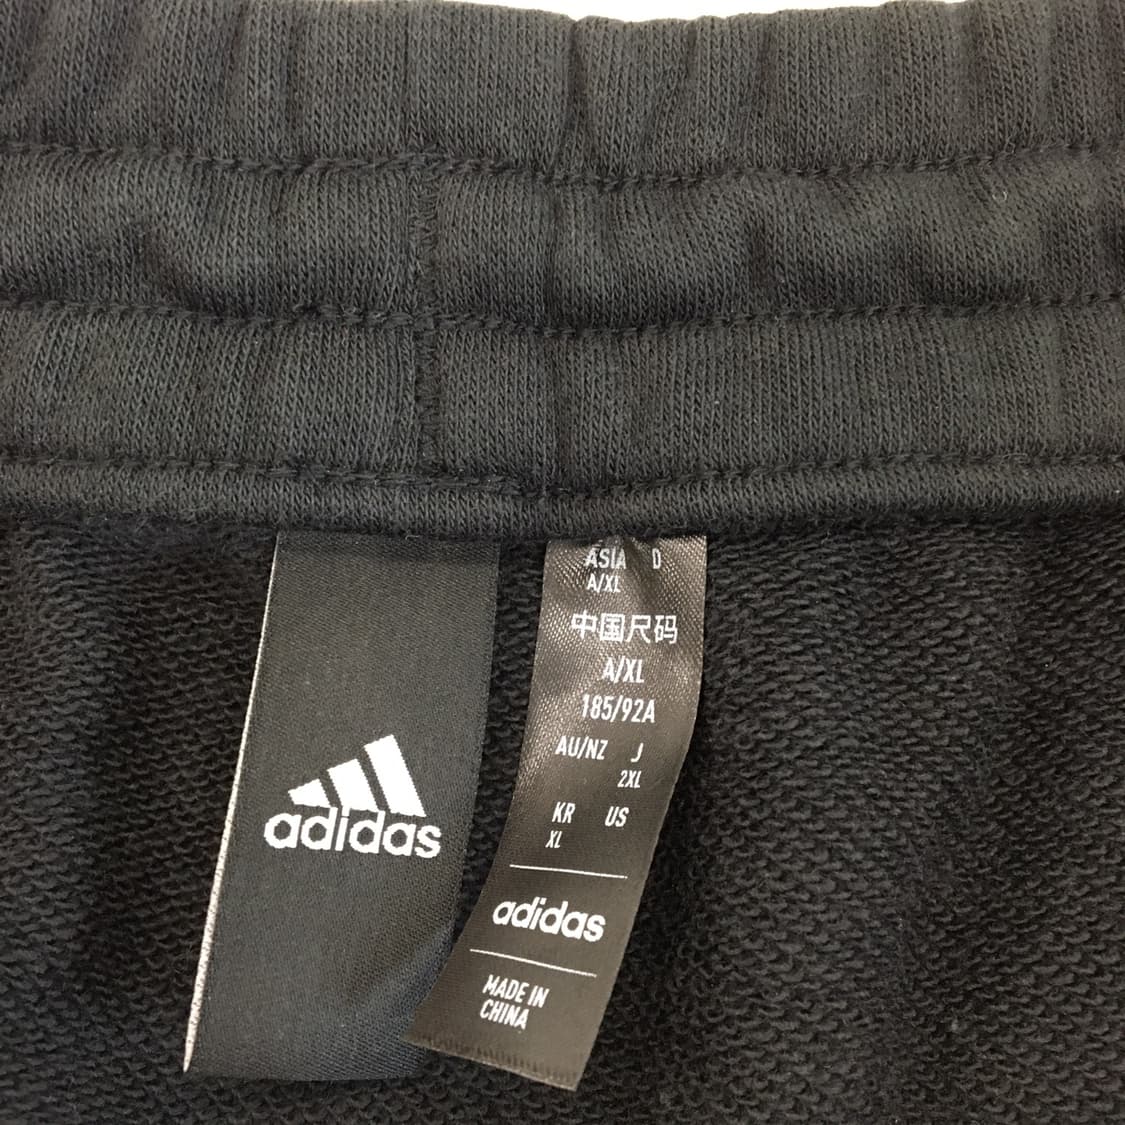 adidas
ASIA D
A/XL
中国尺码
A/XL
185/92A
AU/NZ J
2XL
KR US
XL
adidas
MADE IN
CHINA